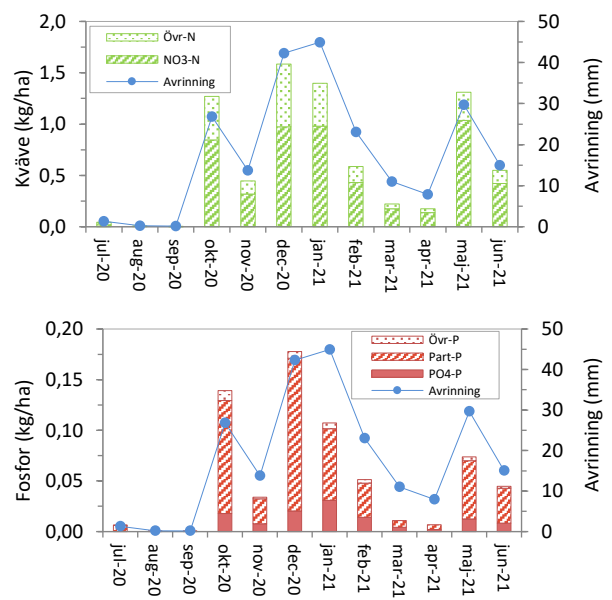 Kväve (kg/ha)
2,0
1,5
1,0
0,5
0,0
Övr-N
NO3-N
Avrinning
50
40
30
20
10
0
Avrinning (mm)
jul-20
aug-20
sep-20
okt-20
nov-20
dec-20
jan-21
feb-21
mar-21
apr-21
maj-21
jun-21
Fosfor (kg/ha)
0,20
0,15
0,10
0,05
0,00
Övr-P
Part-P
PO4-P
Avrinning
50
40
30
20
10
0
Avrinning (mm)
jul-20
aug-20
sep-20
okt-20
nov-20
dec-20
jan-21
feb-21
mar-21
apr-21
maj-21
jun-21